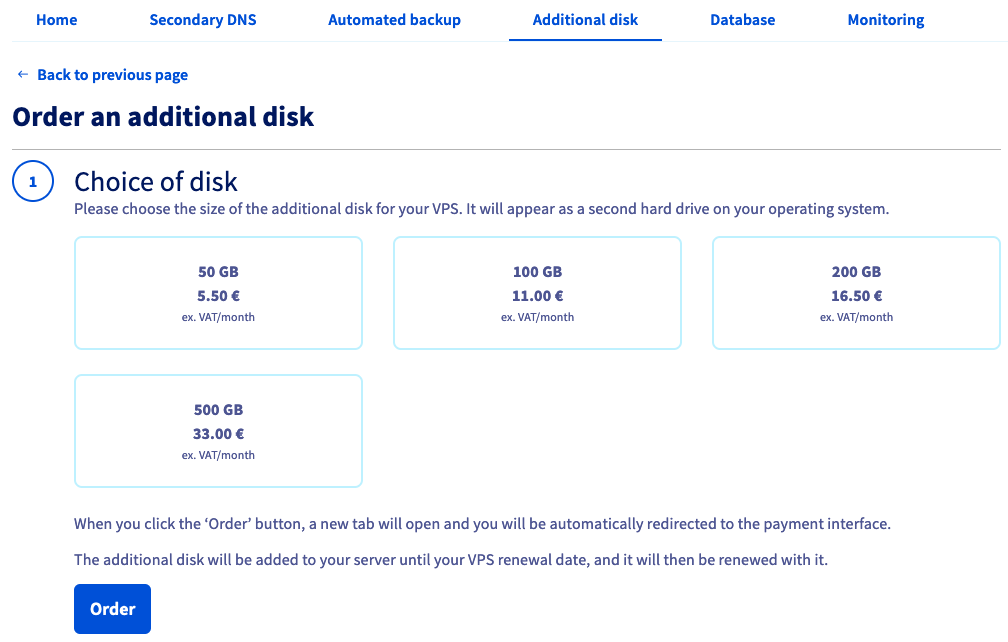 Home Secondary DNS Automated backup Additional disk Database Monitoring
← Back to previous page
Order an additional disk
1 Choice of disk
Please choose the size of the additional disk for your VPS. It will appear as a second hard drive on your operating system.
50 GB
5.50 €
ex. VAT/month
100 GB
11.00 €
ex. VAT/month
200 GB
16.50 €
ex. VAT/month
500 GB
33.00 €
ex. VAT/month
When you click the ‘Order’ button, a new tab will open and you will be automatically redirected to the payment interface.
The additional disk will be added to your server until your VPS renewal date, and it will then be renewed with it.
Order